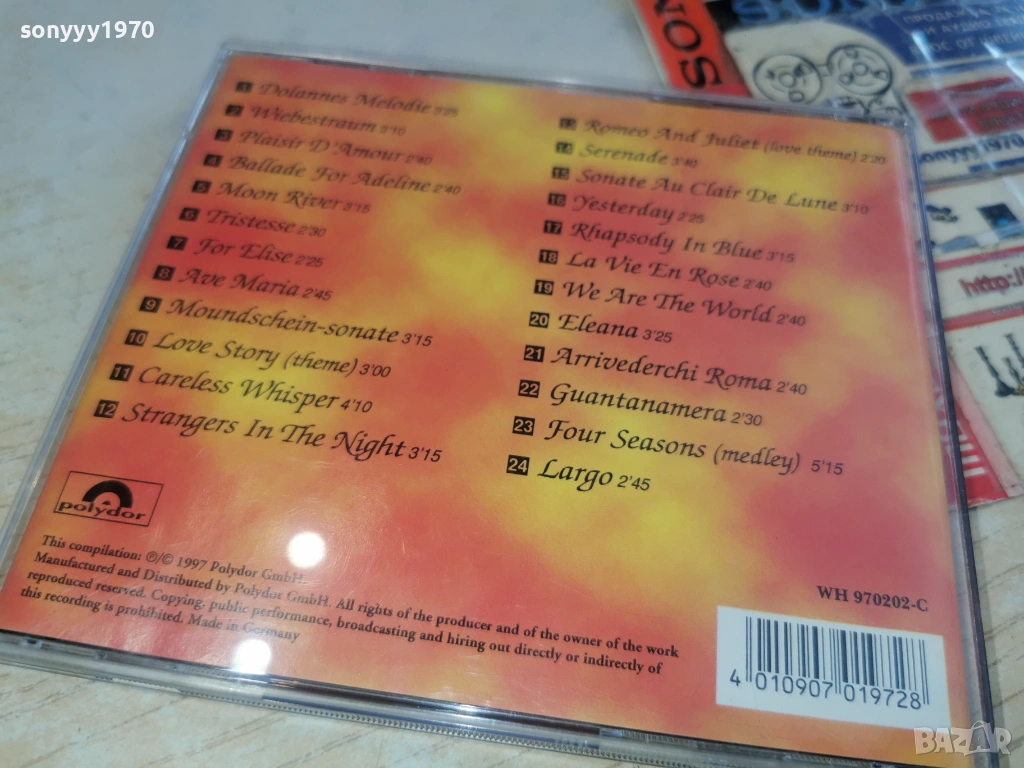 sonyyy1970
1 Dolannes Melodie 3'25
2 Wiebestraum 3'10
3 Plaisir D'Amour 2'40
4 Ballade For Adeline 2'40
5 Moon River 3'15
6 Tristesse 2'30
7 For Elise 2'25
8 Ave Maria 2'45
9 Moundschein-sonate 3'15
10 Love Story (theme) 3'00
11 Careless Whisper 4'10
12 Strangers In The Night 3'15
13 Romeo And Juliet (love theme) 2'20
14 Serenade 3'40
15 Sonate Au Clair De Lune 3'10
16 Yesterday 2'25
17 Rhapsody In Blue 3'15
18 La Vie En Rose 2'40
19 We Are The World 2'40
20 Eleana 3'25
21 Arrivederchi Roma 2'40
22 Guantanamera 2'30
23 Four Seasons (medley) 5'15
24 Largo 2'45
polydor
This compilation: ℗/© 1997 Polydor GmbH.
Manufactured and Distributed by Polydor GmbH. All rights of the producer and of the owner of the work
reproduced reserved. Copying, public performance, broadcasting and hiring out directly or indirectly of
this recording is prohibited. Made in Germany
WH 970202-C
4 010907 019728
http:/
BAZAR